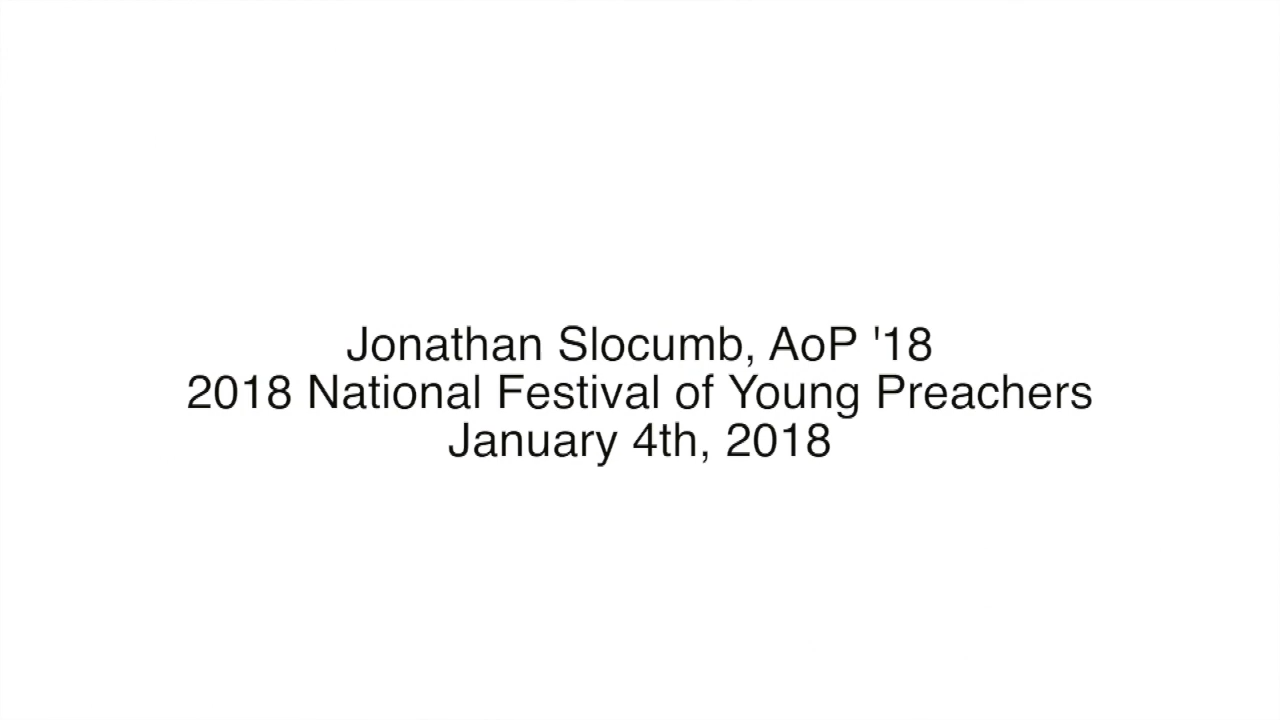 Jonathan Slocumb, AoP '18
2018 National Festival of Young Preachers
January 4th, 2018